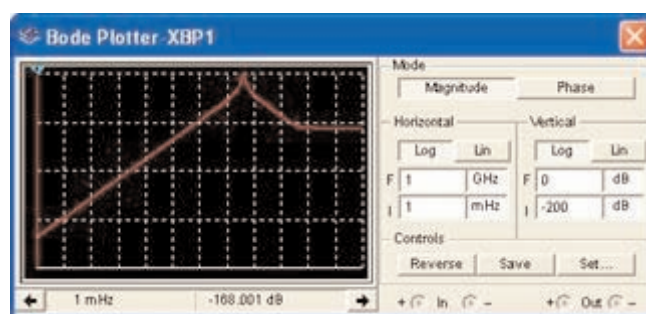 Bode Plotter-XBP1
Mode
Magnitude Phase
Horizontal Vertical
Log Lin Log Lin
F 1 GHz F 0 dB
I 1 mHz I -200 dB
Controls
Reverse Save Set...
1 mHz -168.001 dB + In - + Out -